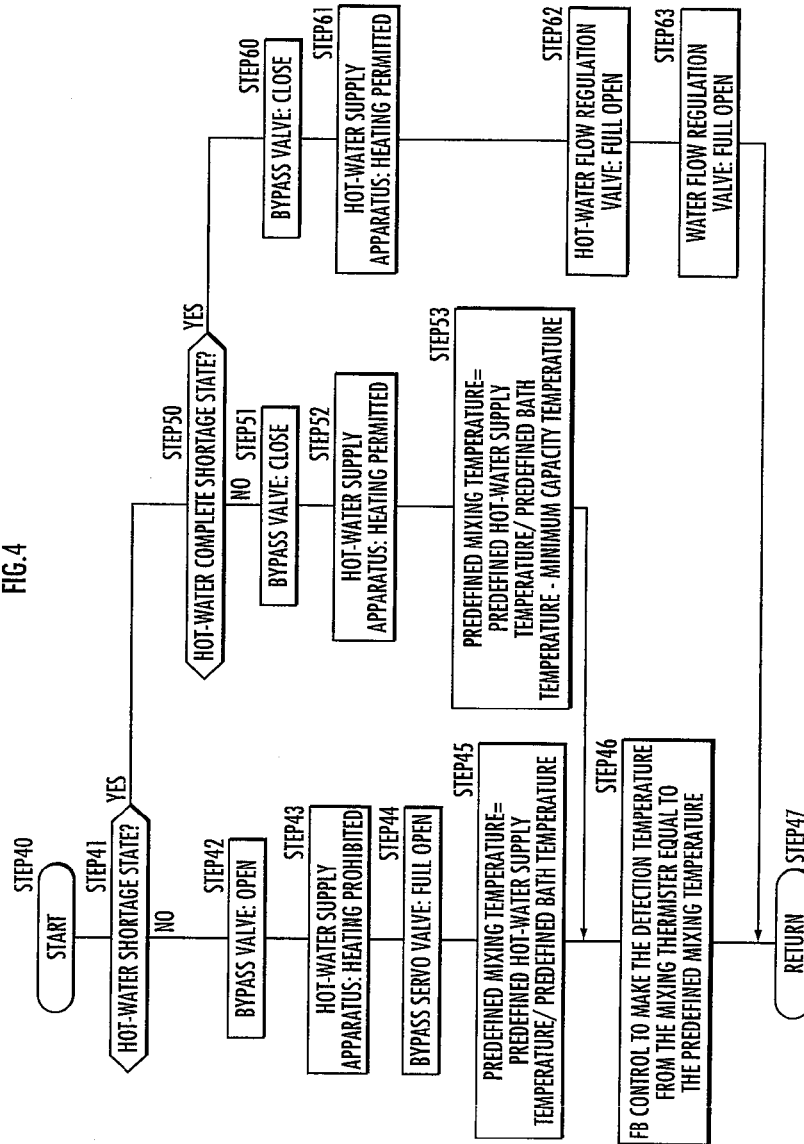 FIG.4
STEP40
START
STEP41
HOT-WATER SHORTAGE STATE?
YES
NO
STEP42
BYPASS VALVE: OPEN
STEP43
HOT-WATER SUPPLY
APPARATUS: HEATING PROHIBITED
STEP44
BYPASS SERVO VALVE: FULL OPEN
STEP45
PREDEFINED MIXING TEMPERATURE=
PREDEFINED HOT-WATER SUPPLY
TEMPERATURE/ PREDEFINED BATH TEMPERATURE
STEP46
FB CONTROL TO MAKE THE DETECTION TEMPERATURE
FROM THE MIXING THERMISTER EQUAL TO
THE PREDEFINED MIXING TEMPERATURE
STEP47
RETURN
STEP50
HOT-WATER COMPLETE SHORTAGE STATE?
YES
NO
STEP51
BYPASS VALVE: CLOSE
STEP52
HOT-WATER SUPPLY
APPARATUS: HEATING PERMITTED
STEP53
PREDEFINED MIXING TEMPERATURE=
PREDEFINED HOT-WATER SUPPLY
TEMPERATURE/ PREDEFINED BATH
TEMPERATURE - MINIMUM CAPACITY TEMPERATURE
STEP60
BYPASS VALVE: CLOSE
STEP61
HOT-WATER SUPPLY
APPARATUS: HEATING PERMITTED
STEP62
HOT-WATER FLOW REGULATION
VALVE: FULL OPEN
STEP63
WATER FLOW REGULATION
VALVE: FULL OPEN